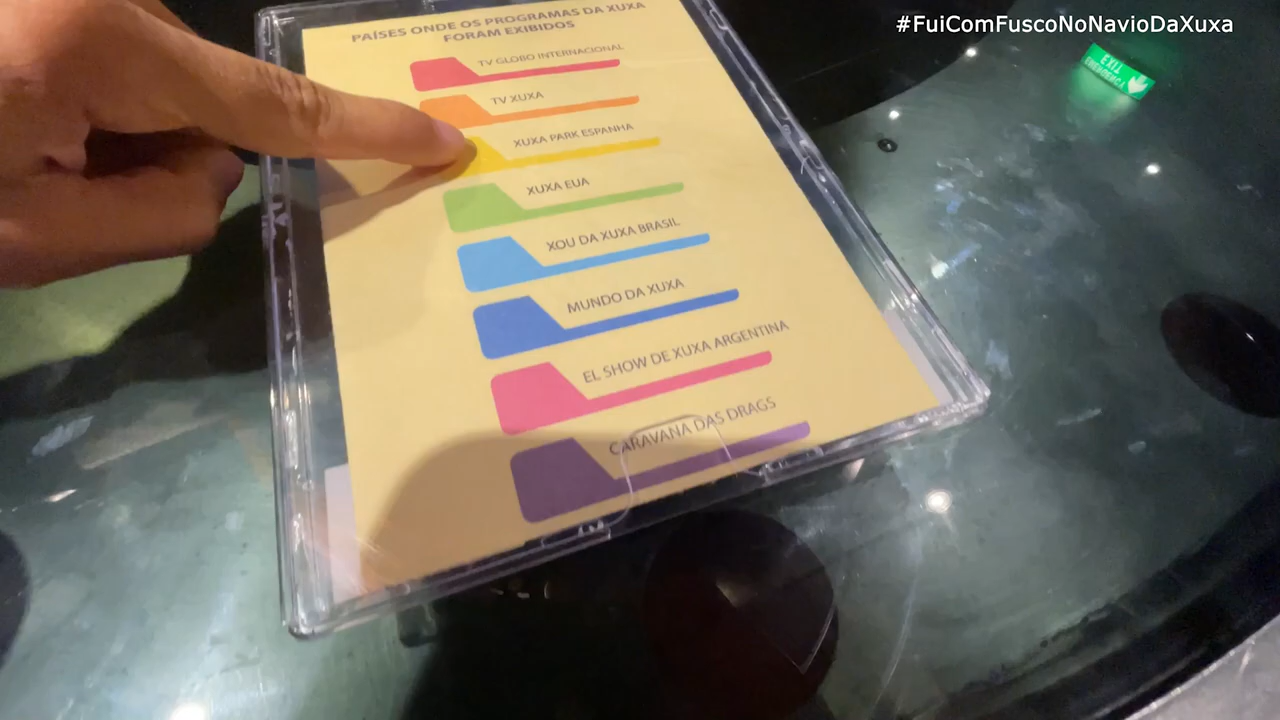 #FuiComFuscoNoNavioDaXuxa
EXIT
EMERGENCY
PAÍSES ONDE OS PROGRAMAS DA XUXA
FORAM EXIBIDOS
TV GLOBO INTERNACIONAL
TV XUXA
XUXA PARK ESPANHA
XUXA EUA
XOU DA XUXA BRASIL
MUNDO DA XUXA
EL SHOW DE XUXA ARGENTINA
CARAVANA DAS DRAGS